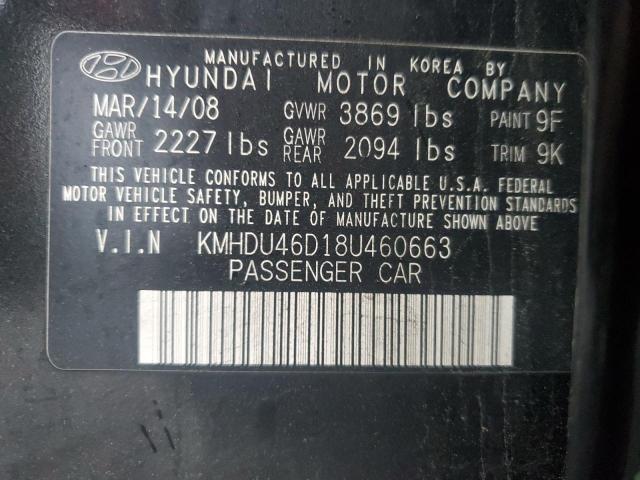 MANUFACTURED IN KOREA BY
HYUNDAI MOTOR COMPANY
MAR/14/08 GVWR 3869 lbs PAINT 9F
GAWR FRONT 2227 lbs GAWR REAR 2094 lbs TRIM 9K
THIS VEHICLE CONFORMS TO ALL APPLICABLE U.S.A. FEDERAL
MOTOR VEHICLE SAFETY, BUMPER, AND THEFT PREVENTION STANDARDS
IN EFFECT ON THE DATE OF MANUFACTURE SHOWN ABOVE
V.I.N KMHDU46D18U460663
PASSENGER CAR